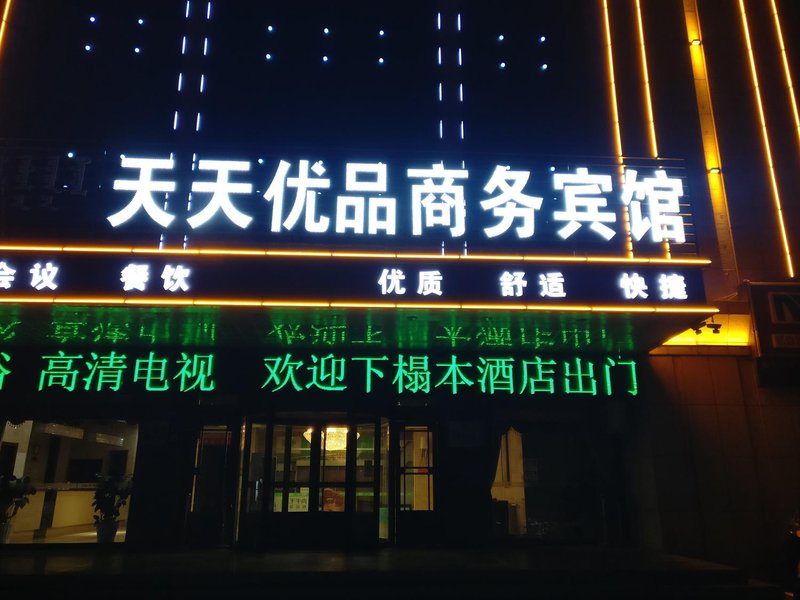 天天优品商务宾馆
会议 餐饮 优质 舒适 快捷
高清电视 欢迎下榻本酒店出门